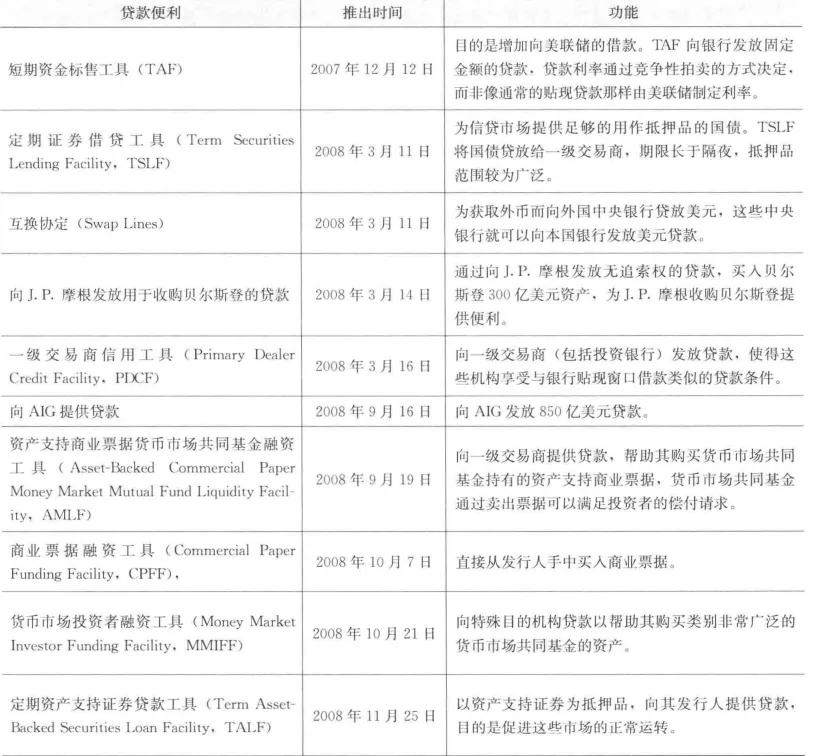 贷款便利 推出时间 功能
短期资金标售工具（TAF） 2007 年 12 月 12 日
目的是增加向美联储的借款。TAF 向银行发放固定
金额的贷款，贷款利率通过竞争性拍卖的方式决定，
而非像通常的贴现贷款那样由美联储制定利率。
定期证券借贷工具（Term Securities
Lending Facility，TSLF）
2008 年 3 月 11 日
为信贷市场提供足够的用作抵押品的国债。TSLF
将国债贷放给一级交易商，期限长于隔夜，抵押品
范围较为广泛。
互换协定（Swap Lines） 2008 年 3 月 11 日
为获取外币而向外国中央银行贷放美元，这些中央
银行就可以向本国银行发放美元贷款。
向 J. P. 摩根发放用于收购贝尔斯登的贷款 2008 年 3 月 14 日
通过向 J. P. 摩根发放无追索权的贷款，买入贝尔
斯登 300 亿美元资产，为 J. P. 摩根收购贝尔斯登提
供便利。
一级交易商信用工具（Primary Dealer
Credit Facility，PDCF）
2008 年 3 月 16 日
向一级交易商（包括投资银行）发放贷款，使得这
些机构享受与银行贴现窗口借款类似的贷款条件。
向 AIG 提供贷款 2008 年 9 月 16 日 向 AIG 发放 850 亿美元贷款。
资产支持商业票据货币市场共同基金融资
工具（Asset-Backed Commercial Paper
Money Market Mutual Fund Liquidity Facil-
ity，AMLF）
2008 年 9 月 19 日
向一级交易商提供贷款，帮助其购买货币市场共同
基金持有的资产支持商业票据，货币市场共同基金
通过卖出票据可以满足投资者的偿付请求。
商业票据融资工具（Commercial Paper
Funding Facility，CPFF），
2008 年 10 月 7 日
直接从发行人手中买入商业票据。
货币市场投资者融资工具（Money Market
Investor Funding Facility，MMIFF）
2008 年 10 月 21 日
向特殊目的机构贷款以帮助其购买类别非常广泛的
货币市场共同基金的资产。
定期资产支持证券贷款工具（Term Asset-
Backed Securities Loan Facility，TALF）
2008 年 11 月 25 日
以资产支持证券为抵押品，向其发行人提供贷款，
目的是促进这些市场的正常运转。